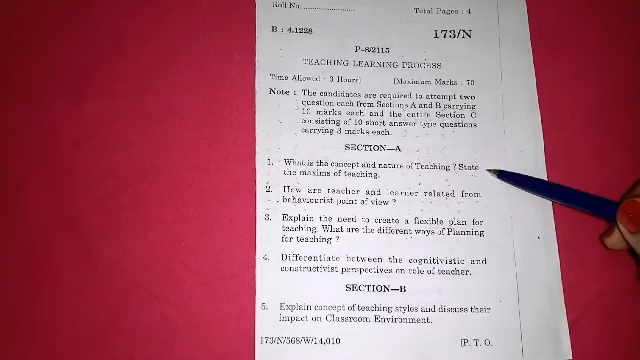 Roll No. ......................
Total Pages : 4
B : 4.1228
173/N
P-8/2115
TEACHING LEARNING PROCESS
Time Allowed : 3 Hours] [Maximum Marks : 70
Note : The candidates are required to attempt two
question each from Sections A and B carrying
10 marks each and the entire Section C
consisting of 10 short answer type questions
carrying 3 marks each.
SECTION—A
1. What is the concept and nature of Teaching ? State
the maxims of teaching.
2. How are teacher and learner related from
behaviourist point of view ?
3. Explain the need to create a flexible plan for
teaching. What are the different ways of Planning
for teaching ?
4. Differentiate between the cognitivistic and
constructivist perspectives on role of teacher.
SECTION—B
5. Explain concept of teaching styles and discuss their
impact on Classroom Environment.
173/N/568/W/14,010 [P. T. O.